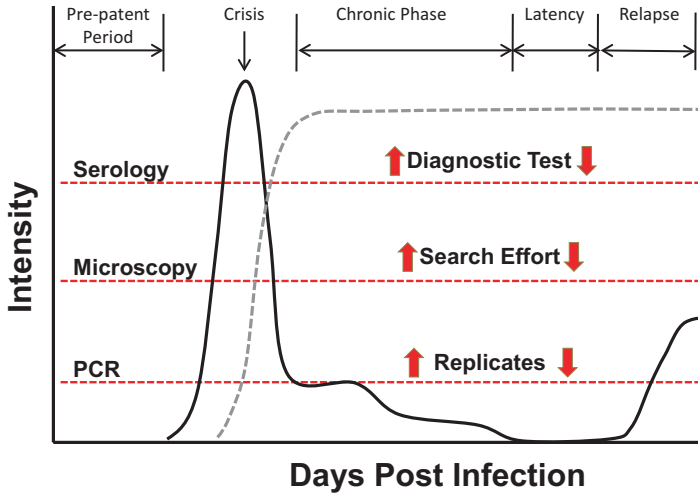 Pre-patent
Period
Crisis
Chronic Phase
Latency
Relapse
Serology
Diagnostic Test
Microscopy
Search Effort
PCR
Replicates
Intensity
Days Post Infection